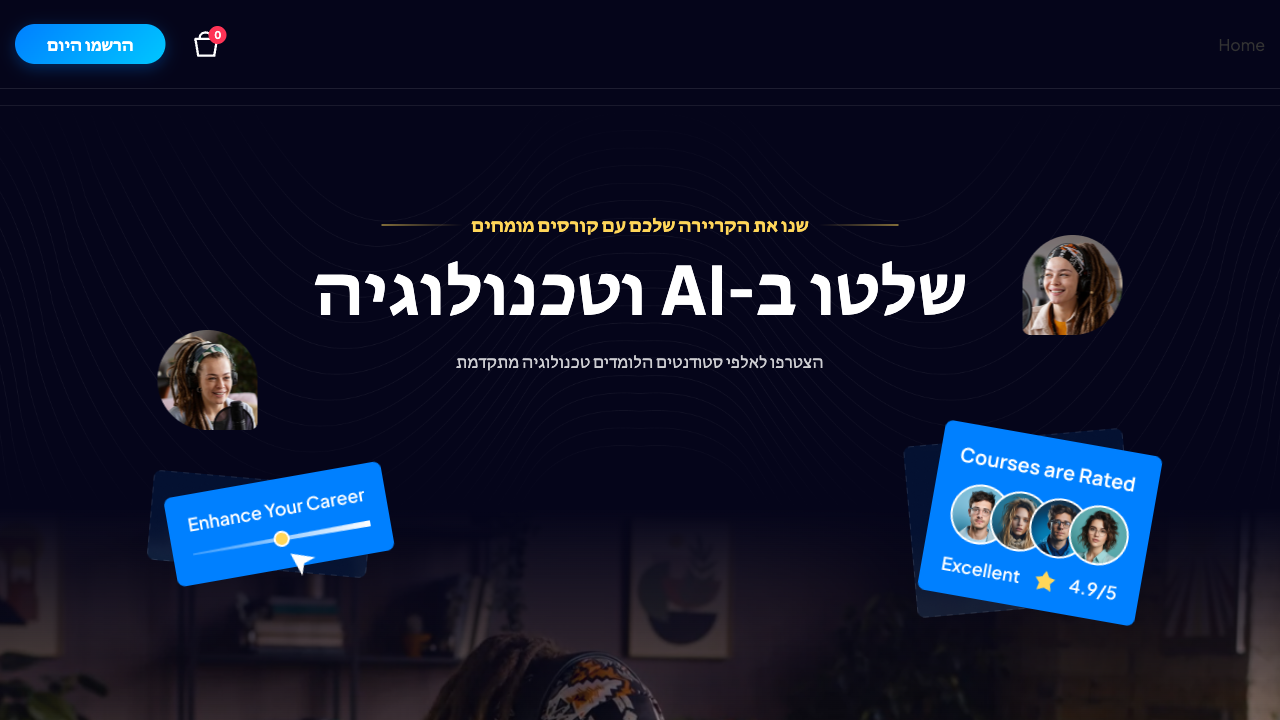 Home
0
הרשמו היום
שנו את הקריירה שלכם עם קורסים מומחים
שלטו ב-AI וטכנולוגיה
הצטרפו לאלפי סטודנטים הלומדים טכנולוגיה מתקדמת
Courses are Rated
Excellent 4.9/5
Enhance Your Career